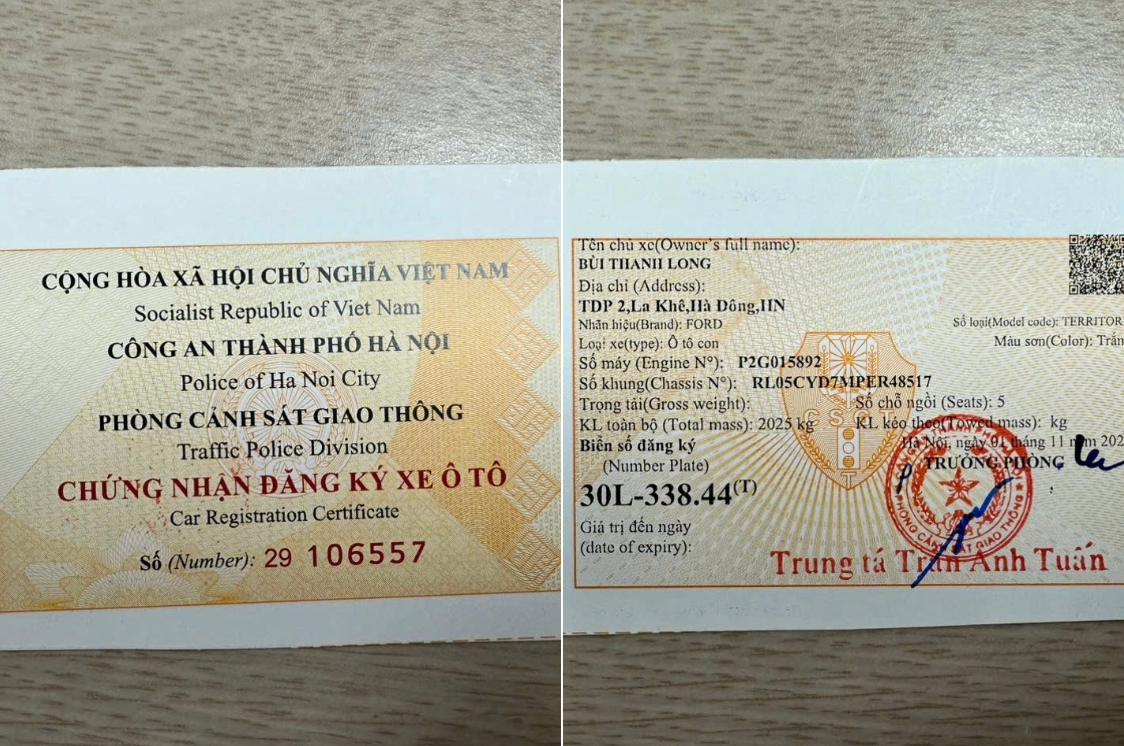 CỘNG HÒA XÃ HỘI CHỦ NGHĨA VIỆT NAM
Socialist Republic of Viet Nam
CÔNG AN THÀNH PHỐ HÀ NỘI
Police of Ha Noi City
PHÒNG CẢNH SÁT GIAO THÔNG
Traffic Police Division
CHỨNG NHẬN ĐĂNG KÝ XE Ô TÔ
Car Registration Certificate
Số (Number): 29 106557
Tên chủ xe(Owner's full name):
BÙI THANH LONG
Địa chỉ (Address):
TDP 2,La Khê,Hà Đông,HN
Nhãn hiệu(Brand): FORD
Số loại(Model code): TERRITOR
Loại xe(type): Ô tô con
Màu sơn(Color): Trắn
Số máy (Engine N°): P2G015892
Số khung(Chassis N°): RL05CYD7MPER48517
Trọng tải(Gross weight):
Số chỗ ngồi (Seats): 5
KL toàn bộ (Total mass): 2025 kg
KL kéo theo(Towed mass): kg
Biển số đăng ký
Hà Nội, ngày 01 tháng 11 năm 202
(Number Plate)
TRƯỞNG PHÒNG
30L-338.44(T)
CSGT
PHÒNG CẢNH SÁT GIAO THÔNG
Giá trị đến ngày
(date of expiry):
Trung tá Trần Anh Tuấn